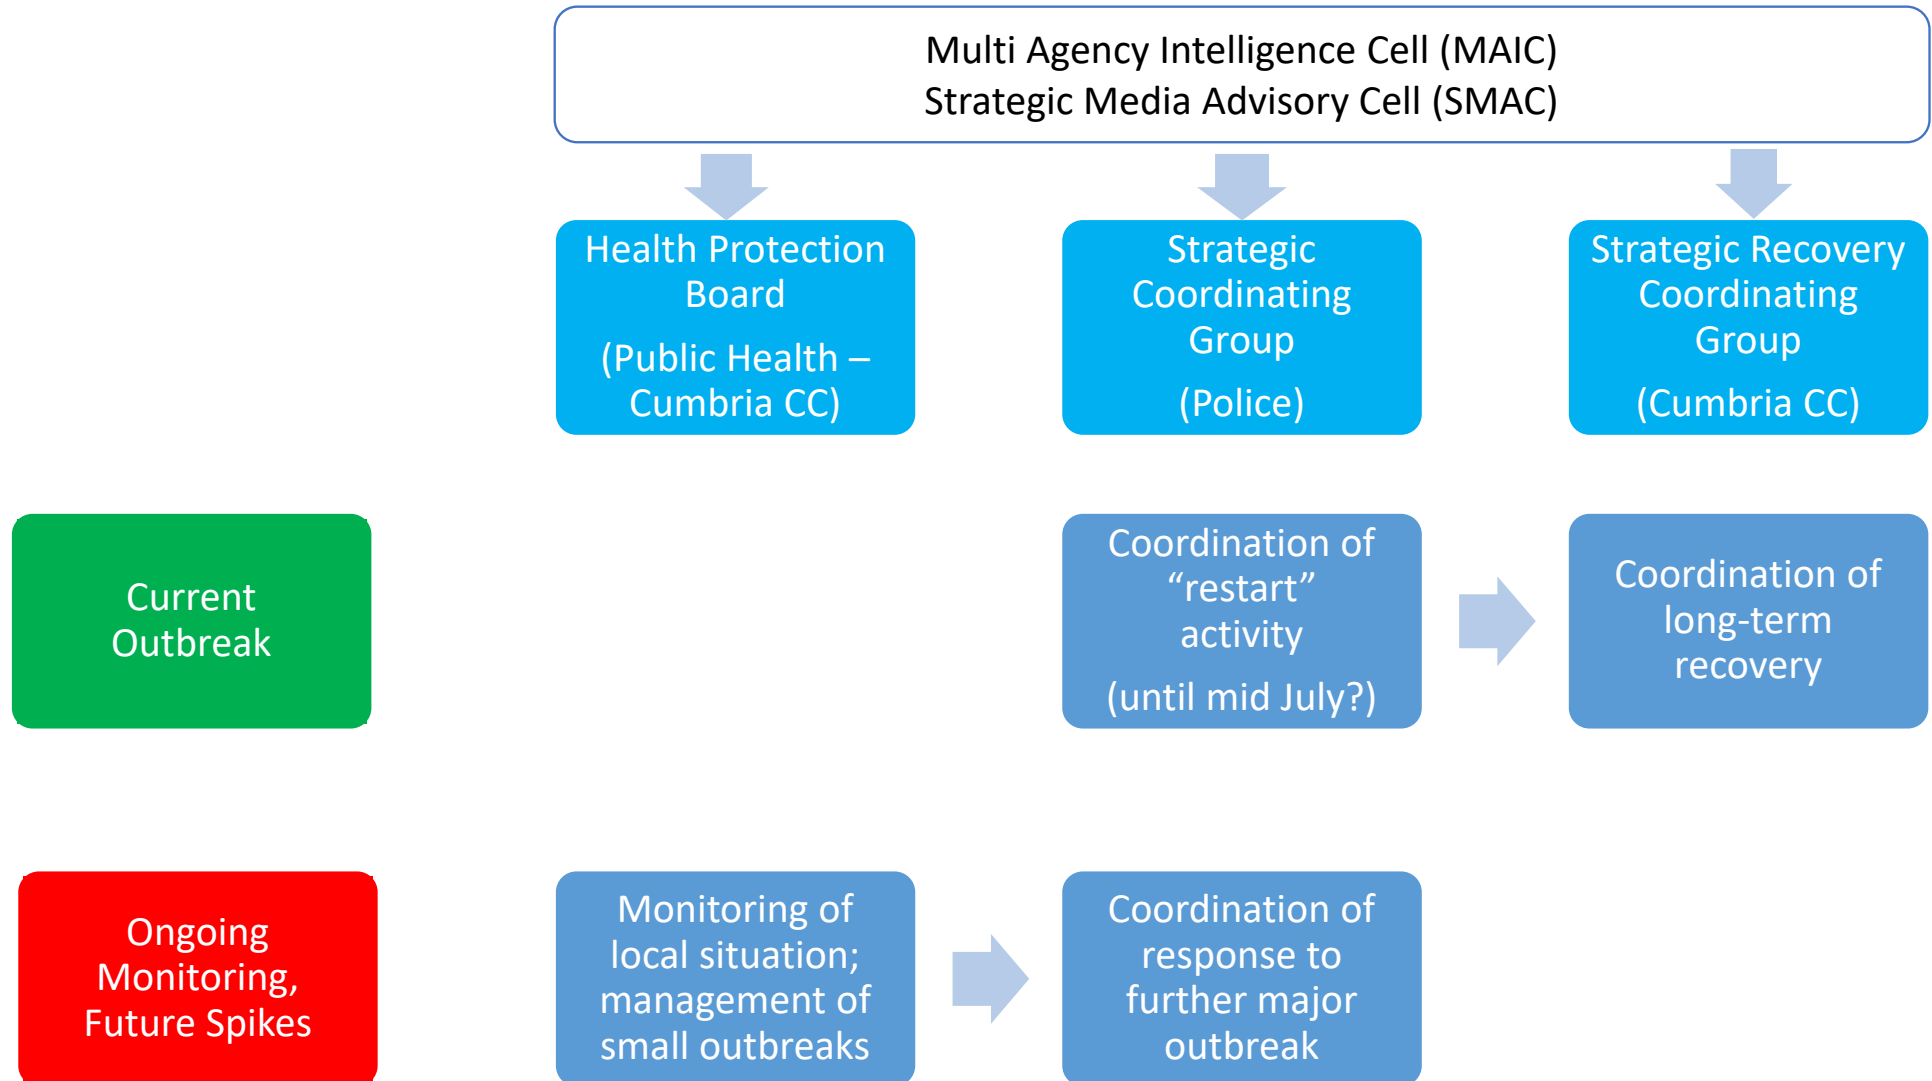 Multi Agency Intelligence Cell (MAIC)
Strategic Media Advisory Cell (SMAC)
Health Protection
Board
(Public Health –
Cumbria CC)
Strategic
Coordinating
Group
(Police)
Strategic Recovery
Coordinating
Group
(Cumbria CC)
Current
Outbreak
Coordination of
“restart”
activity
(until mid July?)
Coordination of
long-term
recovery
Ongoing
Monitoring,
Future Spikes
Monitoring of
local situation;
management of
small outbreaks
Coordination of
response to
further major
outbreak